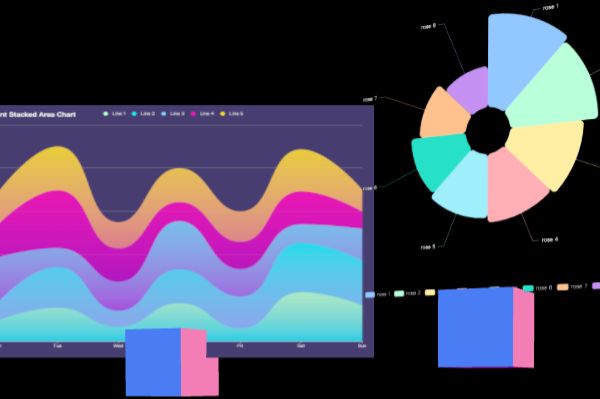 rose 1
rose 8
nt Stacked Area Chart
Line 1 Line 2 Line 3 Line 4 Line 5
rose 7
rose 6
rose 5
rose 4
rose 1 rose 2 rose 6 rose 7
Tue Wed Fri Sat Sun